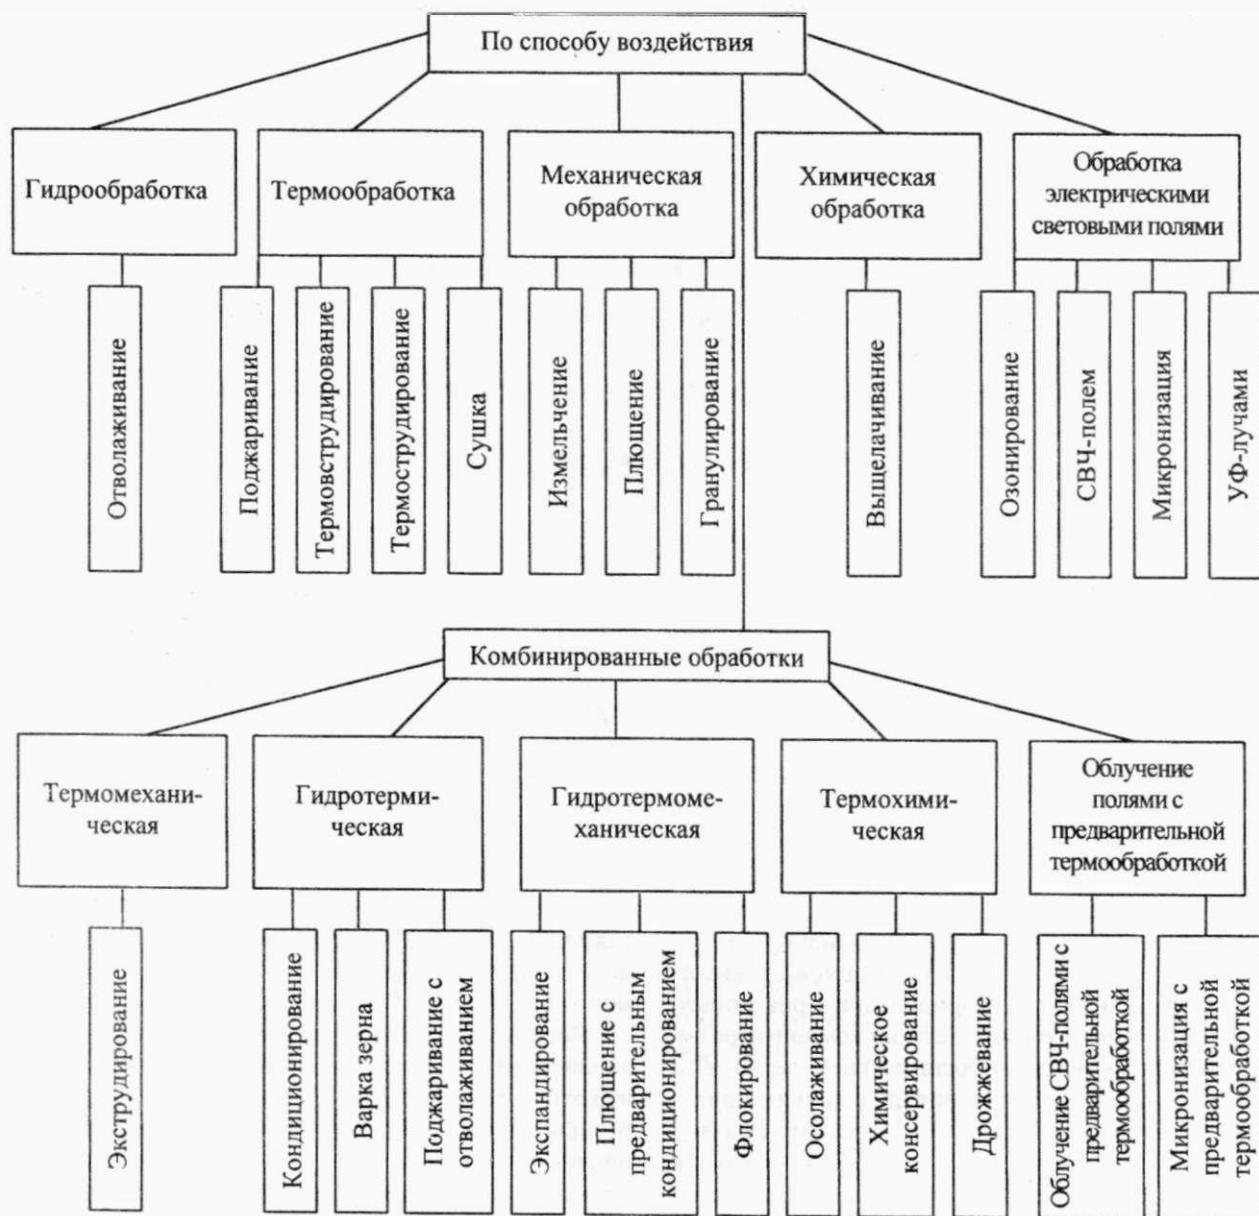 По способу воздействия
Гидрообработка
Термообработка
Механическая
обработка
Химическая
обработка
Обработка
электрическими
световыми полями
Отволаживание
Поджаривание
Термовструдирование
Термострудирование
Сушка
Измельчение
Плющение
Гранулирование
Выщелачивание
Озонирование
СВЧ-полем
Микронизация
УФ-лучами
Комбинированные обработки
Термомехани-
ческая
Гидротерми-
ческая
Гидротермоме-
ханическая
Термохими-
ческая
Облучение
полями с
предварительной
термообработкой
Экструдирование
Кондиционирование
Варка зерна
Поджаривание с
отволаживанием
Экспандирование
Плющение с
предварительным
кондиционированием
Флокирование
Осолаживание
Химическое
консервирование
Дрожжевание
Облучение СВЧ-полями с
предварительной
термообработкой
Микронизация с
предварительной
термообработкой